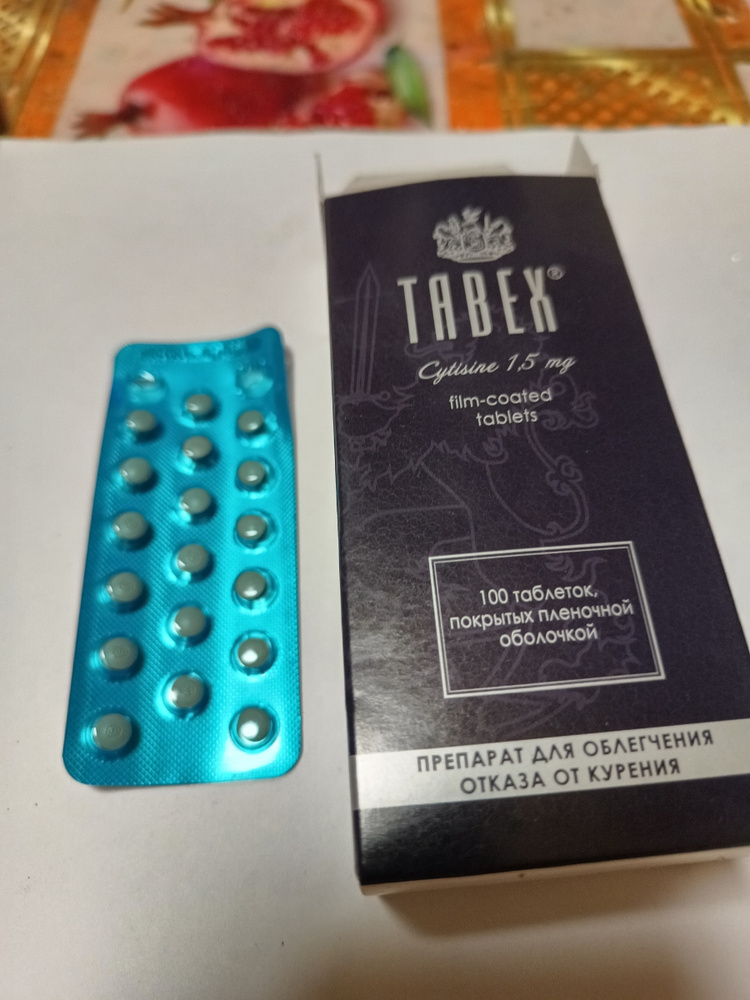 TABEX®
Cytisine 1,5 mg
film-coated
tablets
100 таблеток,
покрытых пленочной
оболочкой
ПРЕПАРАТ ДЛЯ ОБЛЕГЧЕНИЯ
ОТКАЗА ОТ КУРЕНИЯ